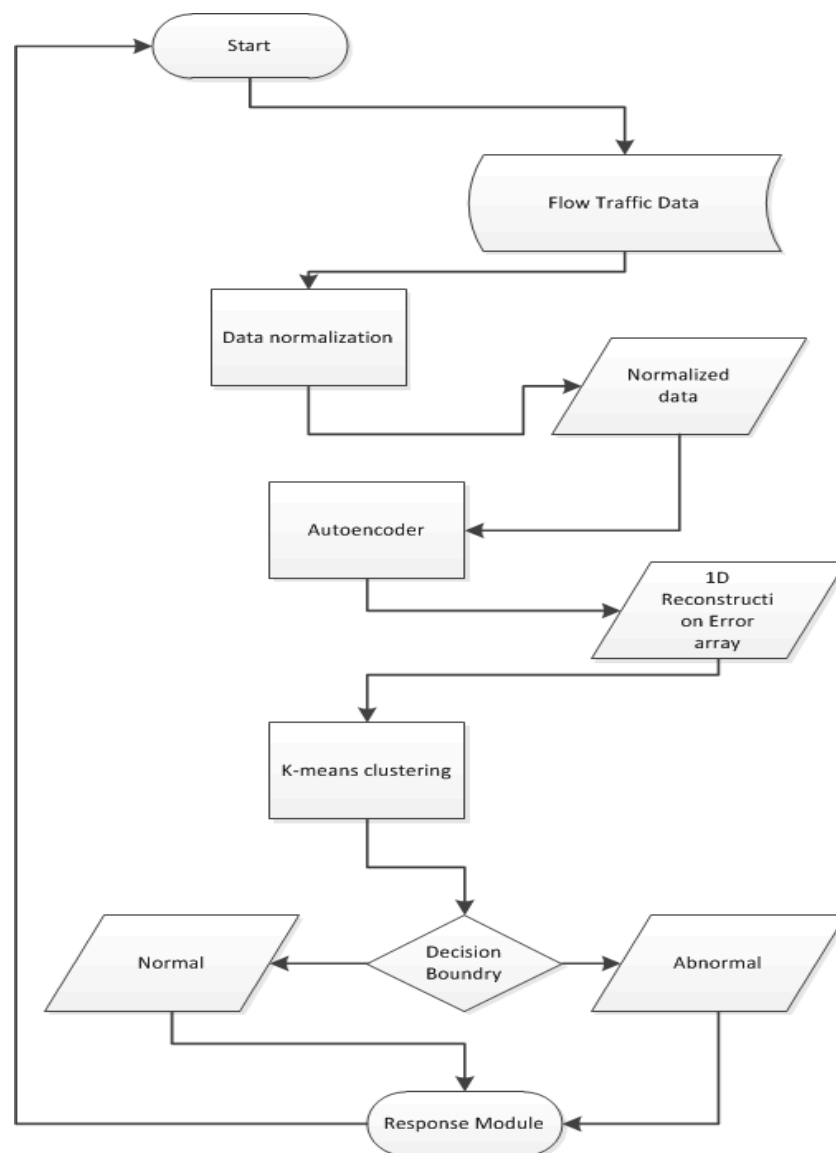 Start
Flow Traffic Data
Data normalization
Normalized
data
Autoencoder
1D
Reconstructi
on Error
array
K-means clustering
Decision
Boundry
Normal
Abnormal
Response Module